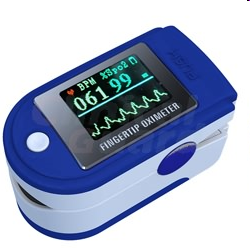 BPM %SpO2
061 99
FINGERTIP OXIMETER